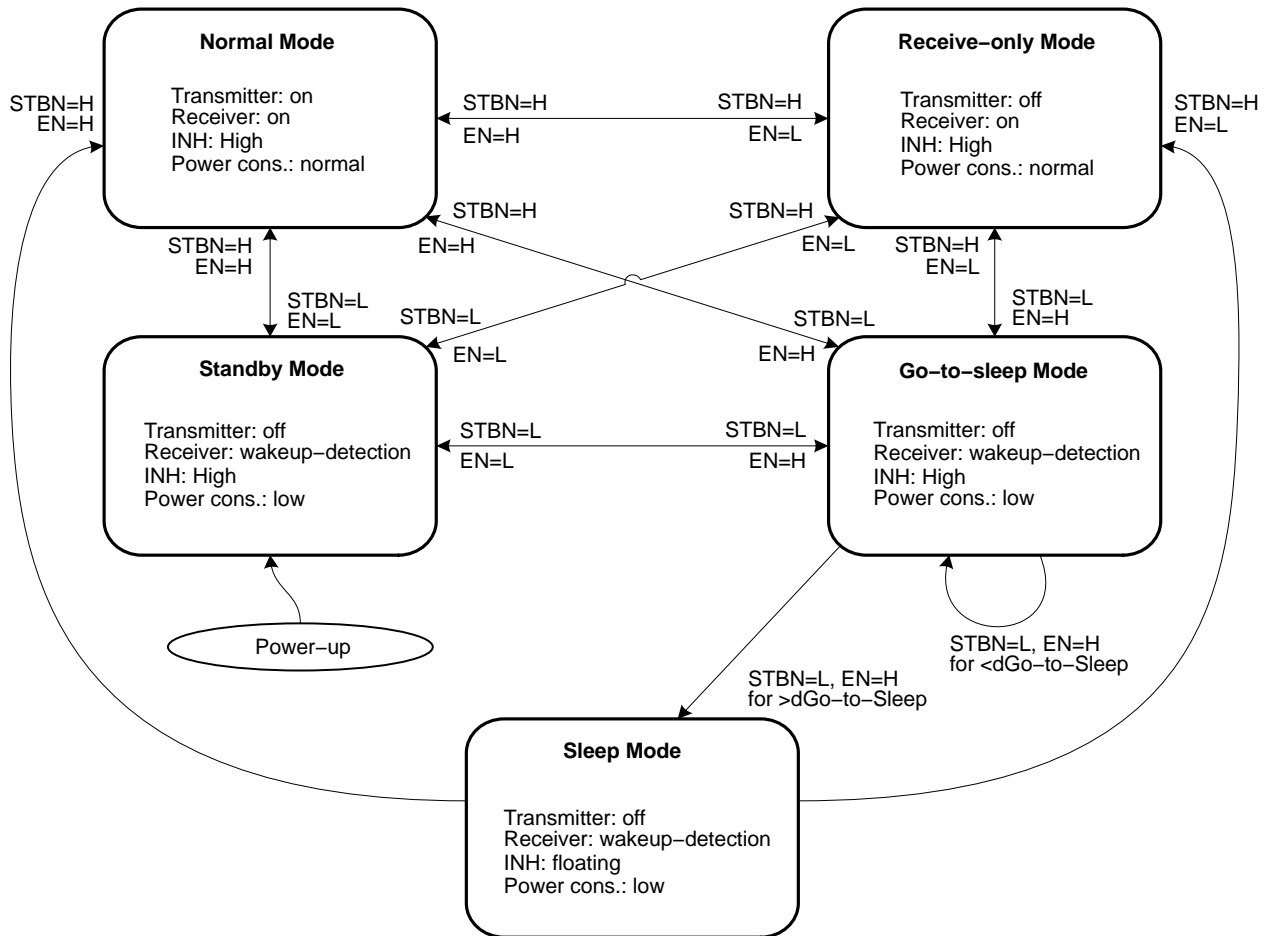 Normal Mode
Transmitter: on
Receiver: on
INH: High
Power cons.: normal
Receive−only Mode
Transmitter: off
Receiver: on
INH: High
Power cons.: normal
STBN=H
EN=H
STBN=H
EN=H
STBN=H
EN=L
STBN=H
EN=L
STBN=H
EN=H
STBN=H
EN=L
STBN=H
EN=H
STBN=L
EN=L
STBN=H
EN=L
STBN=L
EN=H
STBN=L
EN=L
STBN=L
EN=H
Standby Mode
Transmitter: off
Receiver: wakeup−detection
INH: High
Power cons.: low
STBN=L
EN=L
STBN=L
EN=H
Go−to−sleep Mode
Transmitter: off
Receiver: wakeup−detection
INH: High
Power cons.: low
Power−up
STBN=L, EN=H
for <dGo−to−Sleep
STBN=L, EN=H
for >dGo−to−Sleep
Sleep Mode
Transmitter: off
Receiver: wakeup−detection
INH: floating
Power cons.: low